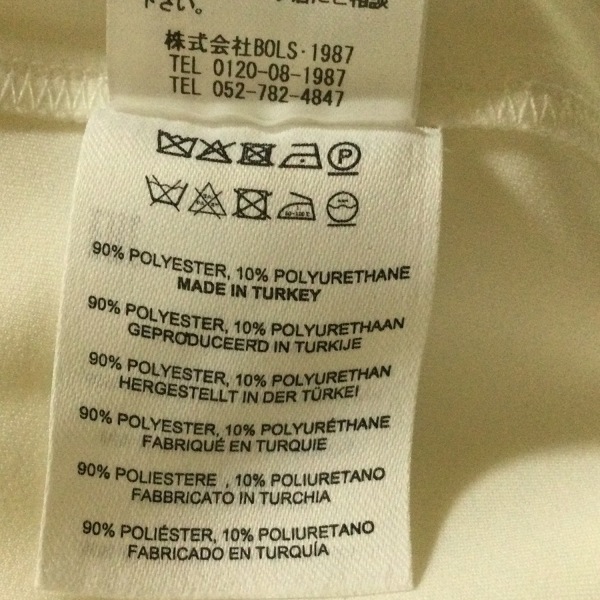 下さい。
株式会社BOLS・1987
TEL 0120-08-1987
TEL 052-782-4847
P
90% POLYESTER, 10% POLYURETHANE
MADE IN TURKEY
90% POLYESTER, 10% POLYURETHAAN
GEPRODUCEERD IN TURKIJE
90% POLYESTER, 10% POLYURETHAN
HERGESTELLT IN DER TÜRKEI
90% POLYESTER, 10% POLYURÉTHANE
FABRIQUÉ EN TURQUIE
90% POLIESTERE , 10% POLIURETANO
FABBRICATO IN TURCHIA
90% POLIÉSTER, 10% POLIURETANO
FABRICADO EN TURQUÍA